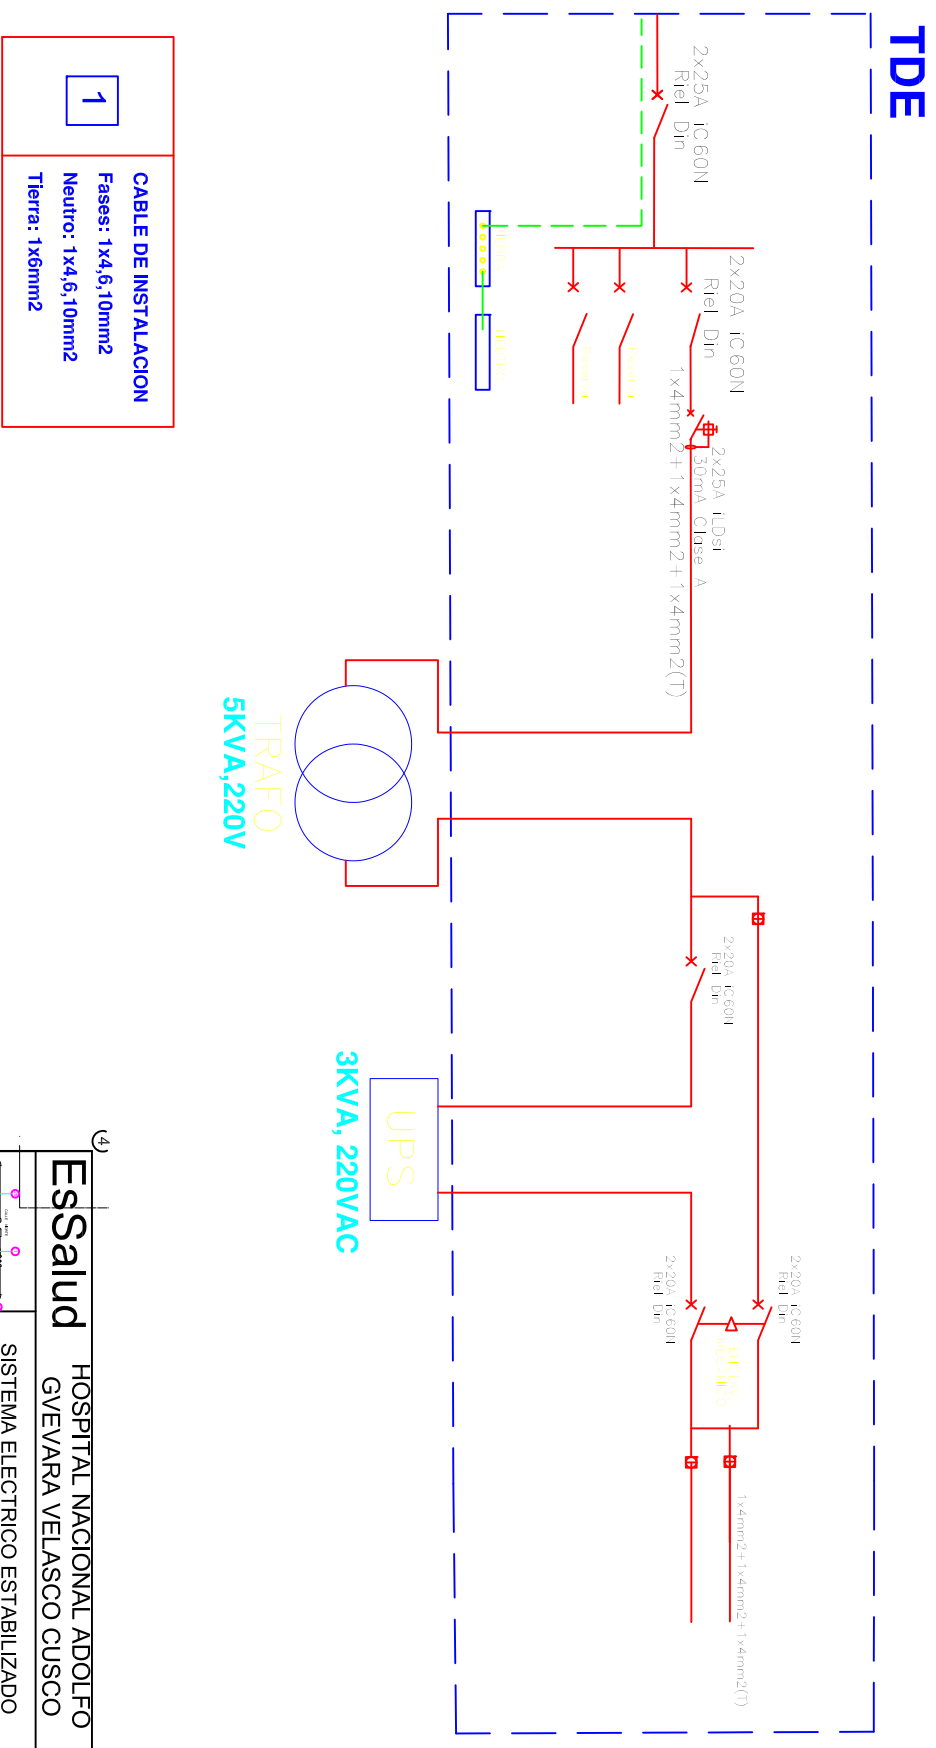 TDE
2x25A iC60N
Riel Din
2x20A iC60N
Riel Din
2x25A iLDsi
30mA Clase A
1x4mm2+1x4mm2+1x4mm2(T)
2x20A iC60N
Riel Din
2x20A iC60N
Riel Din
2x20A iC60N
Riel Din
1x4mm2+1x4mm2+1x4mm2(T)
TRAFO
5KVA,220V
UPS
3KVA, 220VAC
1
CABLE DE INSTALACION
Fases: 1x4,6,10mm2
Neutro: 1x4,6,10mm2
Tierra: 1x6mm2
4
EsSalud
HOSPITAL NACIONAL ADOLFO
GVEVARA VELASCO CUSCO
SISTEMA ELECTRICO ESTABILIZADO